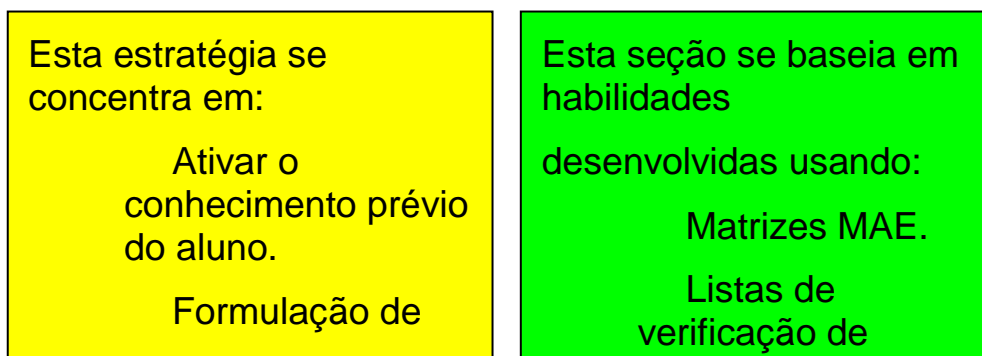 Esta estratégia se
concentra em:
Ativar o
conhecimento prévio
do aluno.
Formulação de
Esta seção se baseia em
habilidades
desenvolvidas usando:
Matrizes MAE.
Listas de
verificação de